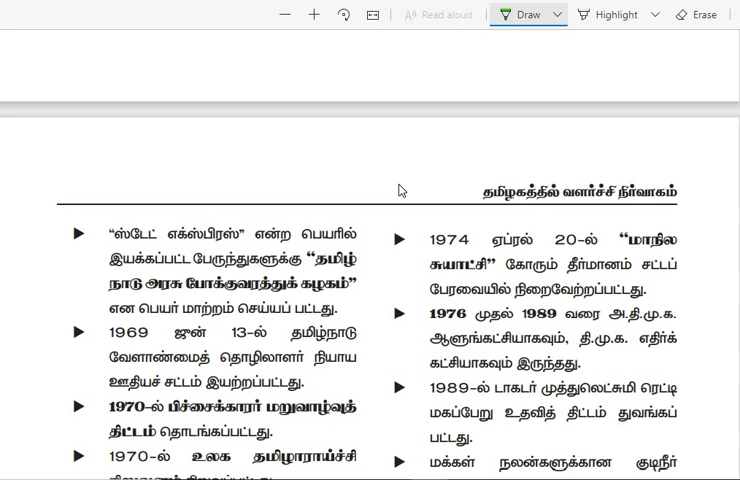 Read aloud Draw Highlight Erase
தமிழகத்தில் வளர்ச்சி நிர்வாகம்
“ஸ்டேட் எக்ஸ்பிரஸ்” என்ற பெயரில்
இயக்கப்பட்ட பேருந்துகளுக்கு “தமிழ்
நாடு அரசு போக்குவரத்துக் கழகம்”
என பெயர் மாற்றம் செய்யப் பட்டது.
1969 ஜுன் 13-ல் தமிழ்நாடு
வேளாண்மைத் தொழிலாளர் நியாய
ஊதியச் சட்டம் இயற்றப்பட்டது.
1970-ல் பிச்சைக்காரர் மறுவாழ்வுத்
திட்டம் தொடங்கப்பட்டது.
1970-ல் உலக தமிழாராய்ச்சி
1974 ஏப்ரல் 20-ல் “மாநில
சுயாட்சி” கோரும் தீர்மானம் சட்டப்
பேரவையில் நிறைவேற்றப்பட்டது.
1976 முதல் 1989 வரை அ.தி.மு.க.
ஆளுங்கட்சியாகவும், தி.மு.க. எதிர்க்
கட்சியாகவும் இருந்தது.
1989-ல் டாகடர் முத்துலெட்சுமி ரெட்டி
மகப்பேறு உதவித் திட்டம் துவங்கப்
பட்டது.
மக்கள் நலன்களுக்கான குடிநீர்